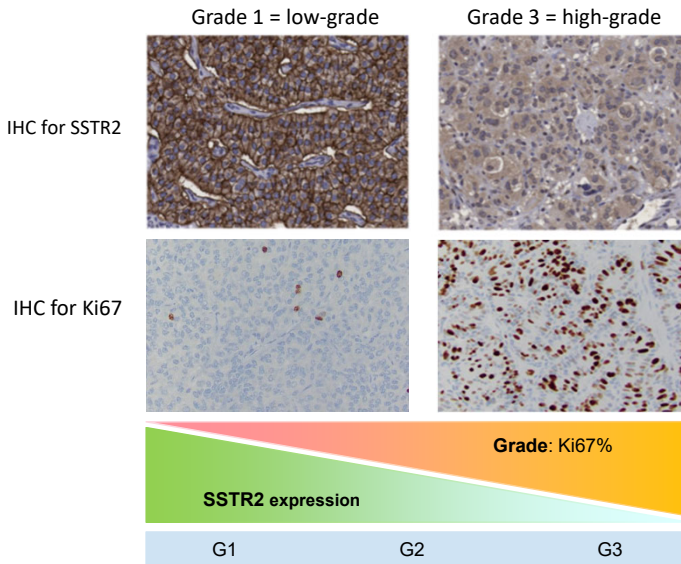 Grade 1 = low-grade
Grade 3 = high-grade
IHC for SSTR2
IHC for Ki67
Grade: Ki67%
SSTR2 expression
G1
G2
G3